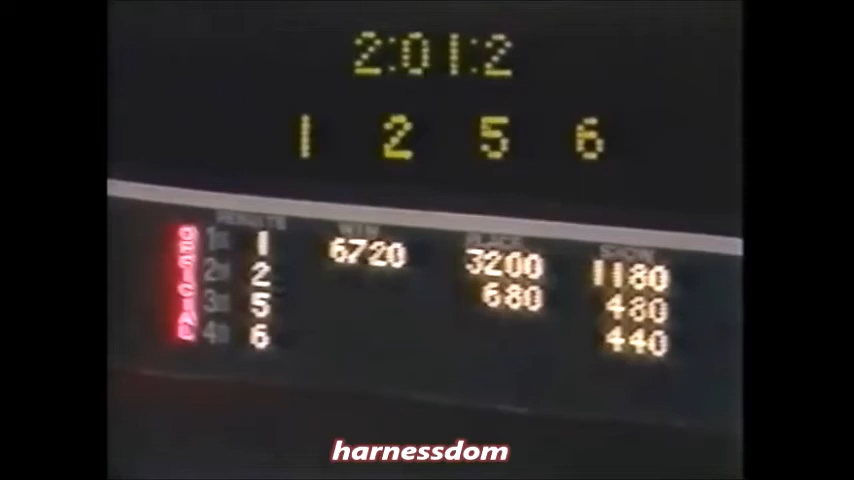 2:01:2
1 2 5 6
RESULTS WIN PLACE SHOW
OFFICIAL
1st 1 6720 3200 1180
2nd 2 680 480
3rd 5 440
4th 6
harnessdom